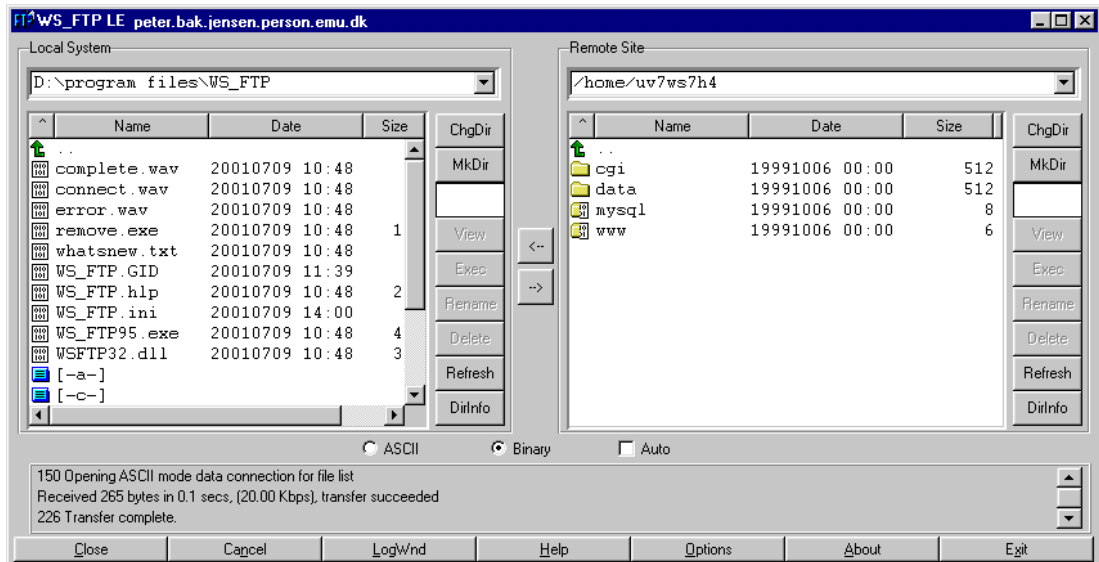 WS_FTP LE peter.bak.jensen.person.emu.dk
Local System
D:\program files\WS_FTP
^ Name Date Size
..
complete.wav 20010709 10:48
connect.wav 20010709 10:48
error.wav 20010709 10:48
remove.exe 20010709 10:48 1
whatsnew.txt 20010709 10:48
WS_FTP.GID 20010709 11:39
WS_FTP.hlp 20010709 10:48 2
WS_FTP.ini 20010709 14:00
WS_FTP95.exe 20010709 10:48 4
WSFTP32.dll 20010709 10:48 3
[-a-]
[-c-]
ChgDir
MkDir
View
Exec
Rename
Delete
Refresh
DirInfo
<--
-->
Remote Site
/home/uv7ws7h4
^ Name Date Size
..
cgi 19991006 00:00 512
data 19991006 00:00 512
mysql 19991006 00:00 8
www 19991006 00:00 6
ChgDir
MkDir
View
Exec
Rename
Delete
Refresh
DirInfo
ASCII Binary Auto
150 Opening ASCII mode data connection for file list
Received 265 bytes in 0.1 secs, (20.00 Kbps), transfer succeeded
226 Transfer complete.
Close Cancel LogWnd Help Options About Exit